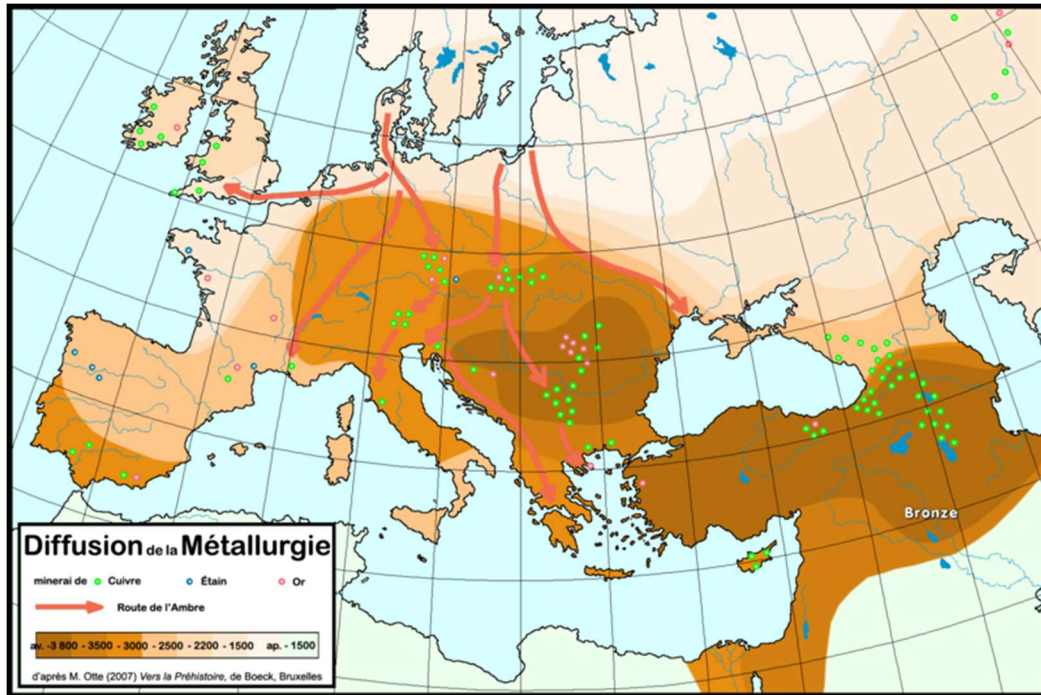 Bronze
Diffusion de la Métallurgie
minerai de Cuivre Étain Or
Route de l'Ambre
av. -3 800 - 3500 - 3000 - 2500 - 2200 - 1500 ap. - 1500
d'après M. Otte (2007) Vers la Préhistoire, de Boeck, Bruxelles